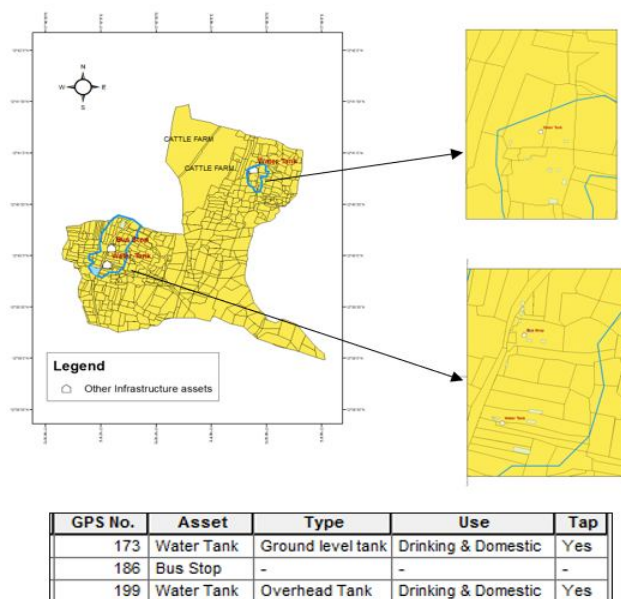 N
W E
S
CATTLE FARM
CATTLE FARM
Water Tank
Bus Stop
Water Tank
Legend
Other Infrastructure assets
Water Tank
Bus Stop
Water Tank
GPS No. Asset Type Use Tap
173 Water Tank Ground level tank Drinking & Domestic Yes
186 Bus Stop - - -
199 Water Tank Overhead Tank Drinking & Domestic Yes